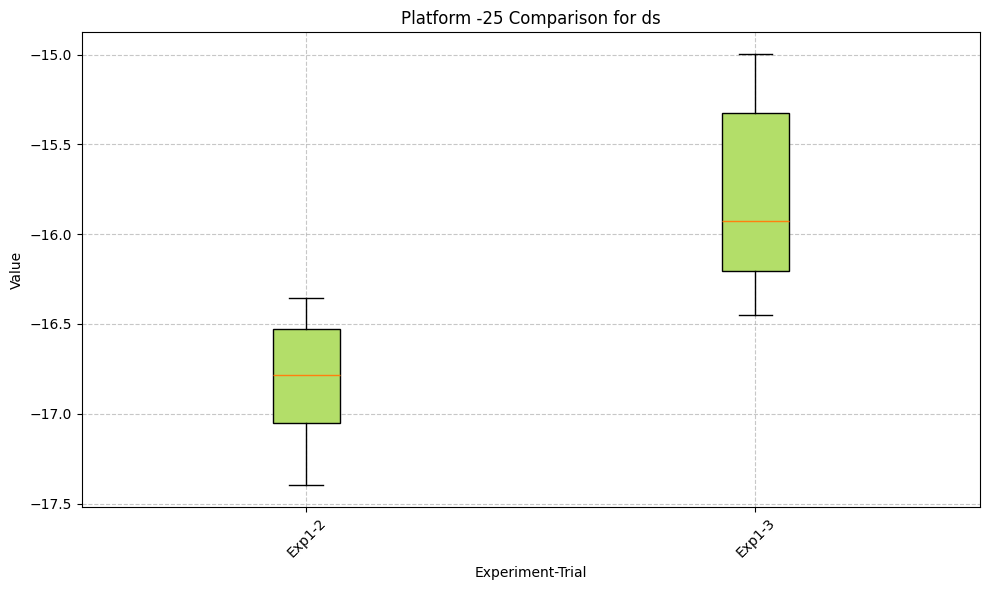 Platform -25 Comparison for ds
Value
−15.0
−15.5
−16.0
−16.5
−17.0
−17.5
Exp1-2
Exp1-3
Experiment-Trial